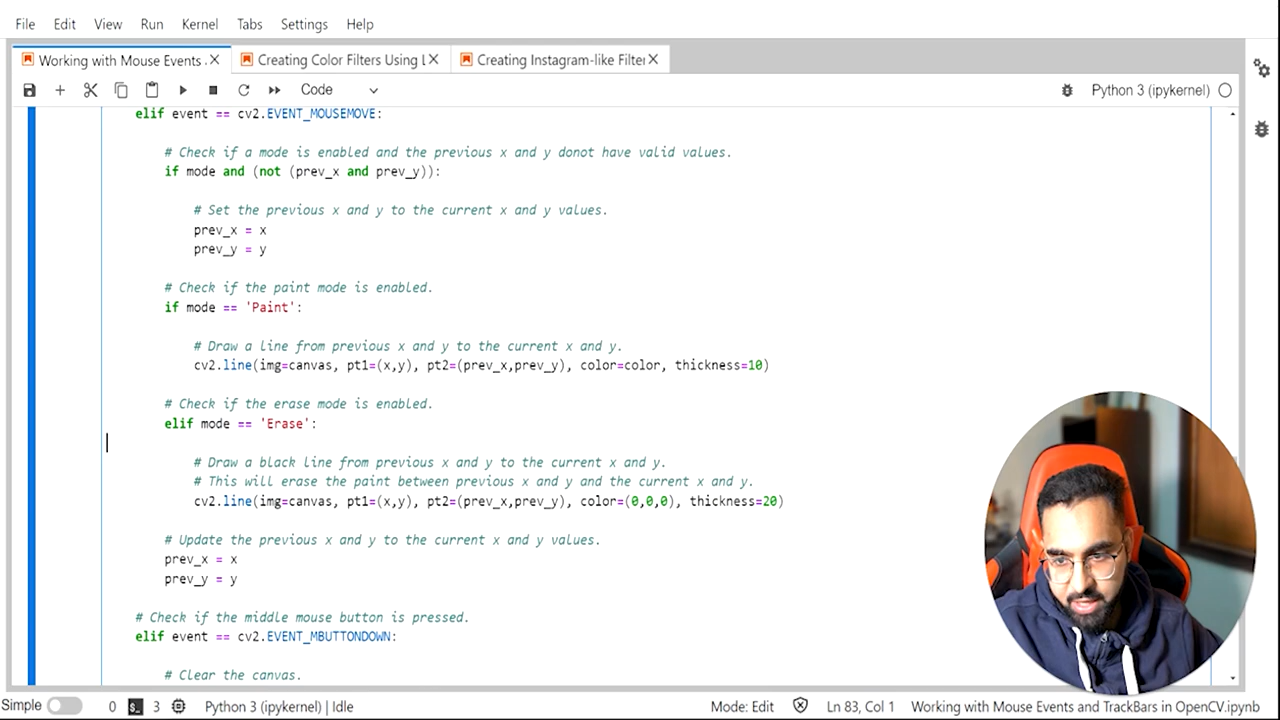 File Edit View Run Kernel Tabs Settings Help
Working with Mouse Events Creating Color Filters Using Creating Instagram-like Filter
Code Python 3 (ipykernel)
elif event == cv2.EVENT_MOUSEMOVE:
# Check if a mode is enabled and the previous x and y donot have valid values.
if mode and (not (prev_x and prev_y)):
# Set the previous x and y to the current x and y values.
prev_x = x
prev_y = y
# Check if the paint mode is enabled.
if mode == 'Paint':
# Draw a line from previous x and y to the current x and y.
cv2.line(img=canvas, pt1=(x,y), pt2=(prev_x,prev_y), color=color, thickness=10)
# Check if the erase mode is enabled.
elif mode == 'Erase':
# Draw a black line from previous x and y to the current x and y.
# This will erase the paint between previous x and y and the current x and y.
cv2.line(img=canvas, pt1=(x,y), pt2=(prev_x,prev_y), color=(0,0,0), thickness=20)
# Update the previous x and y to the current x and y values.
prev_x = x
prev_y = y
# Check if the middle mouse button is pressed.
elif event == cv2.EVENT_MBUTTONDOWN:
# Clear the canvas.
Simple 0 $_ 3 Python 3 (ipykernel) | Idle Mode: Edit Ln 83, Col 1 Working with Mouse Events and TrackBars in OpenCV.ipynb